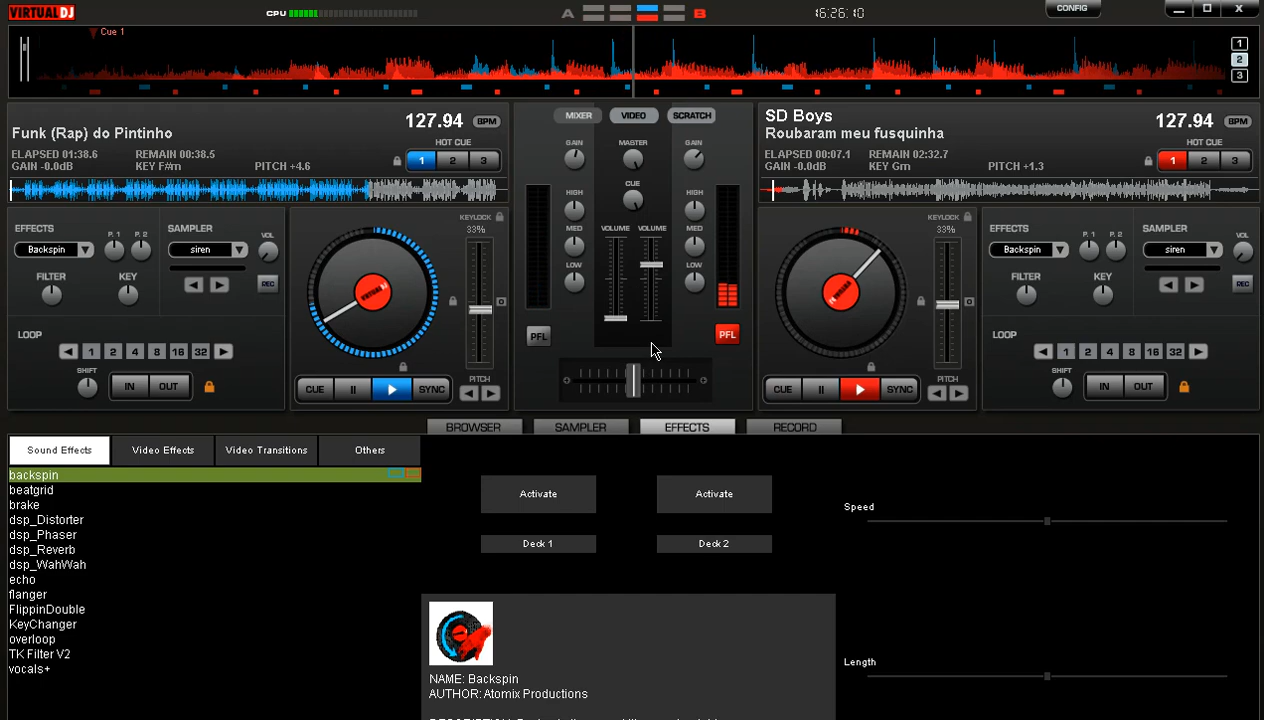 VIRTUAL DJ
CPU
A
B
16:26:10
CONFIG
X
Cue 1
1
2
3
Funk (Rap) do Pintinho
127.94 BPM
ELAPSED 01:38.6 REMAIN 00:38.5
GAIN -0.0dB KEY F#m PITCH +4.6
HOT CUE
1 2 3
MIXER VIDEO SCRATCH
GAIN MASTER GAIN
CUE
HIGH HIGH
MED VOLUME VOLUME MED
LOW LOW
PFL PFL
SD Boys
Roubaram meu fusquinha
127.94 BPM
ELAPSED 00:07.1 REMAIN 02:32.7
GAIN -0.0dB KEY Gm PITCH +1.3
HOT CUE
1 2 3
EFFECTS P. 1 P. 2 SAMPLER
Backspin siren VOL
FILTER KEY REC
LOOP
1 2 4 8 16 32
SHIFT IN OUT
KEYLOCK
33%
VIRTUAL DJ
PITCH
CUE SYNC
KEYLOCK
33%
PITCH
CUE SYNC
EFFECTS P. 1 P. 2 SAMPLER
Backspin siren VOL
FILTER KEY REC
LOOP
1 2 4 8 16 32
SHIFT IN OUT
BROWSER SAMPLER EFFECTS RECORD
Sound Effects Video Effects Video Transitions Others
backspin
beatgrid
brake
dsp_Distorter
dsp_Phaser
dsp_Reverb
dsp_WahWah
echo
flanger
FlippinDouble
KeyChanger
overloop
TK Filter V2
vocals+
Activate Activate
Deck 1 Deck 2
Speed
Length
NAME: Backspin
AUTHOR: Atomix Productions